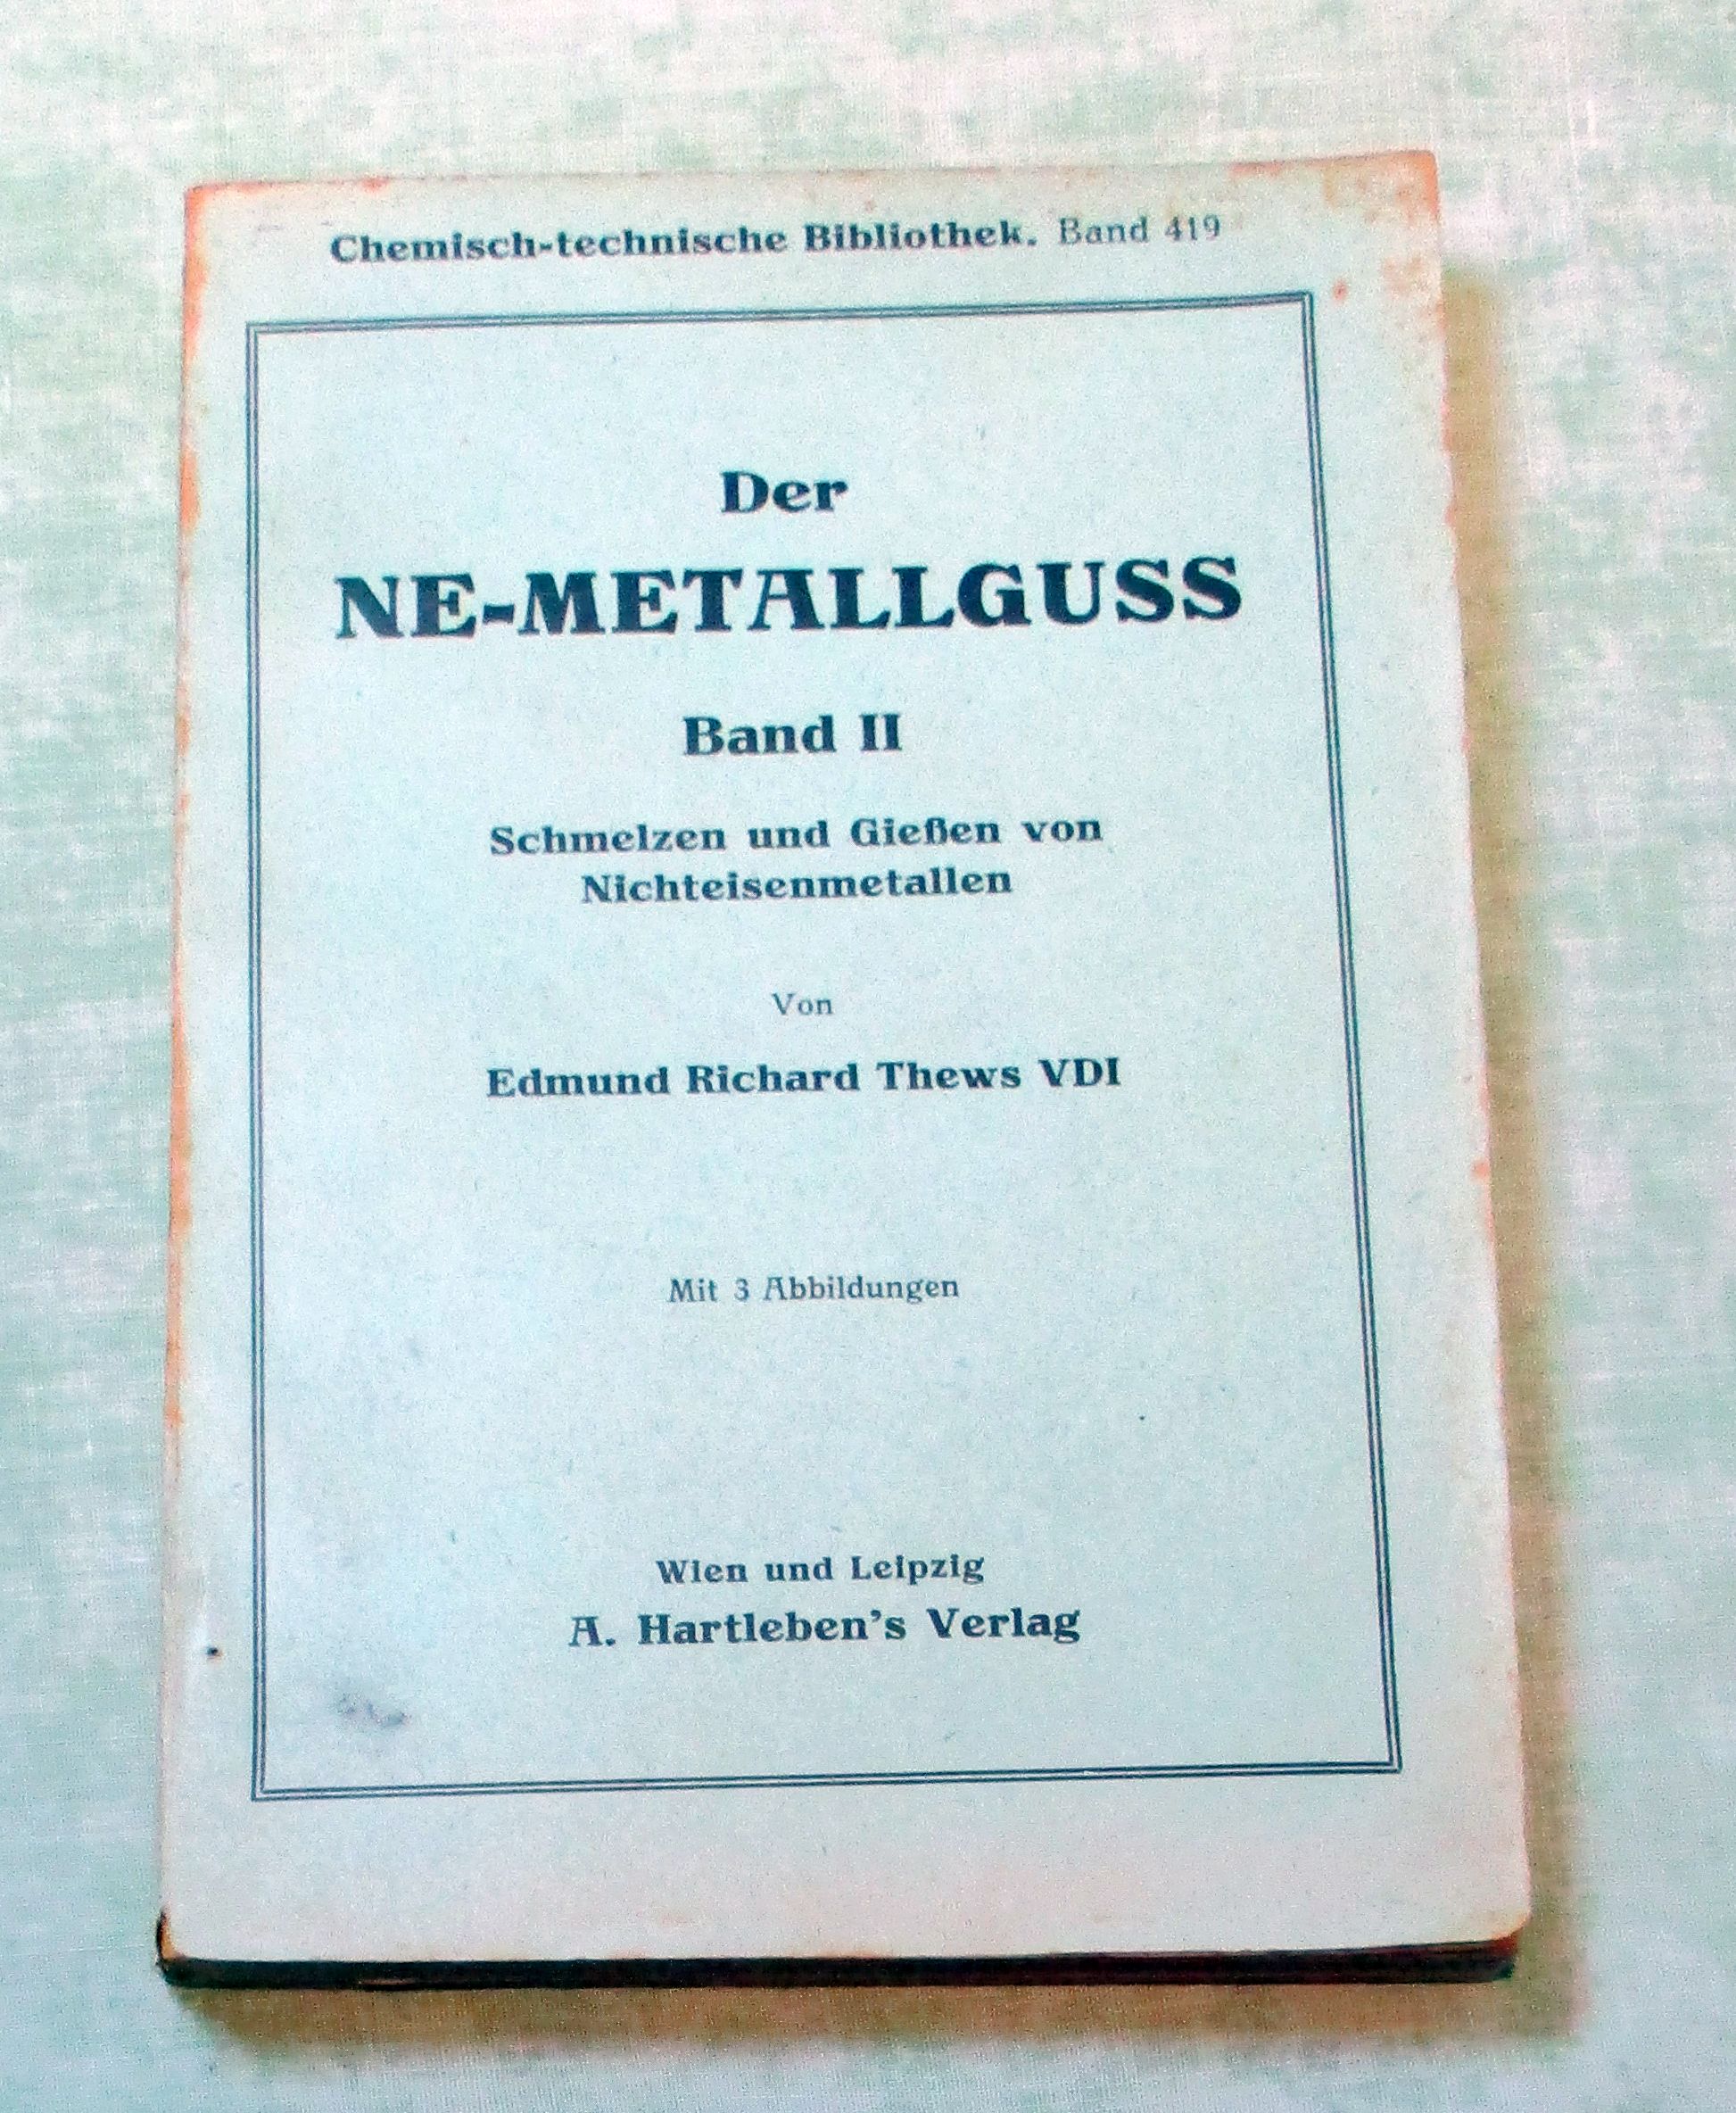 Chemisch-technische Bibliothek. Band 419
Der
NE-METALLGUSS
Band II
Schmelzen und Gießen von
Nichteisenmetallen
Von
Edmund Richard Thews VDI
Mit 3 Abbildungen
Wien und Leipzig
A. Hartleben's Verlag